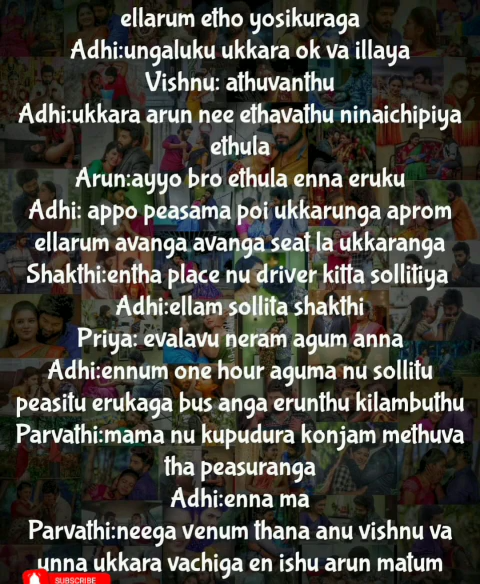 ellarum etho yosikuraga
Adhi:ungaluku ukkara ok va illaya
Vishnu: athuvanthu
Adhi:ukkara arun nee ethavathu ninaichipiya
ethula
Arun:ayyo bro ethula enna eruku
Adhi: appo peasama poi ukkarunga aprom
ellarum avanga avanga seat la ukkaranga
Shakthi:entha place nu driver kitta sollitiya
Adhi:ellam sollita shakthi
Priya: evalavu neram agum anna
Adhi:ennum one hour aguma nu sollitu
peasitu erukaga bus anga erunthu kilambuthu
Parvathi:mama nu kupudura konjam methuva
tha peasuranga
Adhi:enna ma
Parvathi:neega venum thana anu vishnu va
unna ukkara vachiga en ishu arun matum
SUBSCRIBE